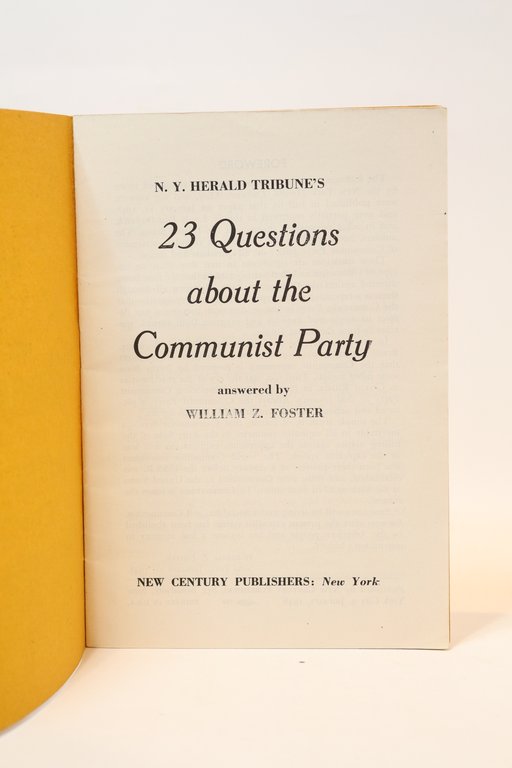 N. Y. HERALD TRIBUNE'S
23 Questions
about the
Communist Party
answered by
WILLIAM Z. FOSTER
NEW CENTURY PUBLISHERS: New York